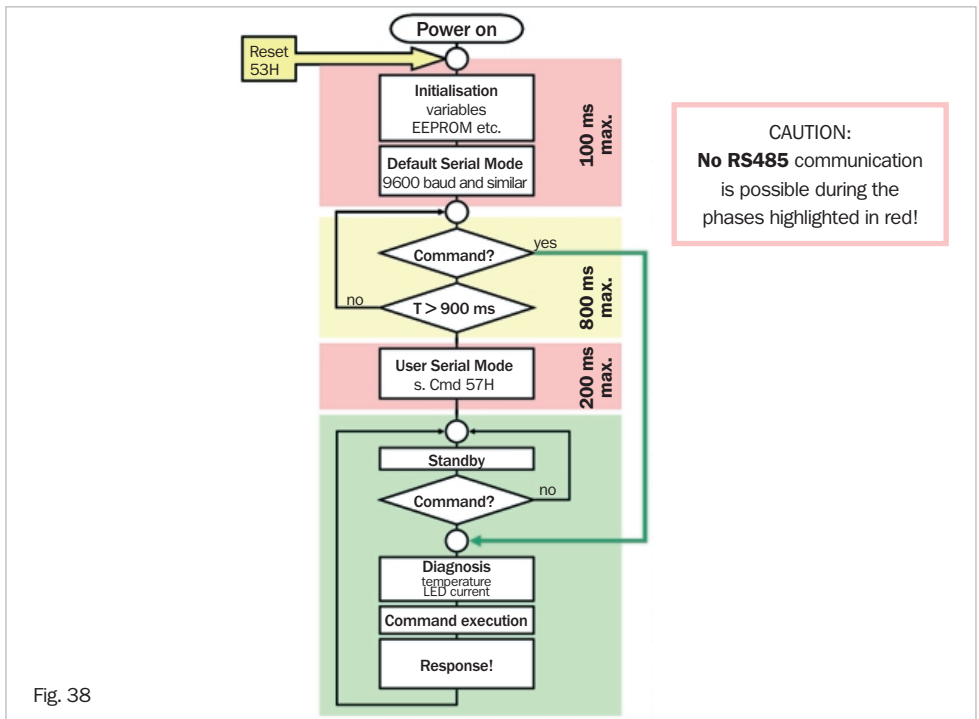 Power on
Reset
53H
Initialisation
variables
EEPROM etc.
100 ms
max.
Default Serial Mode
9600 baud and similar
CAUTION:
No RS485 communication
is possible during the
phases highlighted in red!
Command?
yes
T > 900 ms
no
800 ms
max.
User Serial Mode
s. Cmd 57H
200 ms
max.
Standby
Command?
no
Diagnosis
temperature
LED current
Command execution
Response!
Fig. 38